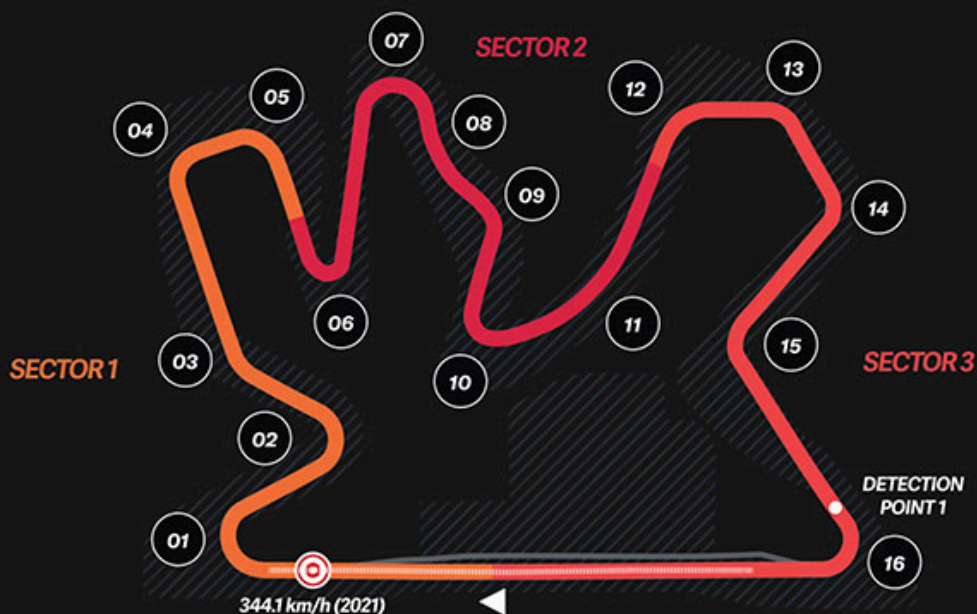 07
SECTOR 2
13
05
12
04
08
09
14
06
11
15
03
SECTOR 1
10
SECTOR 3
02
DETECTION
POINT 1
01
16
344.1 km/h (2021)